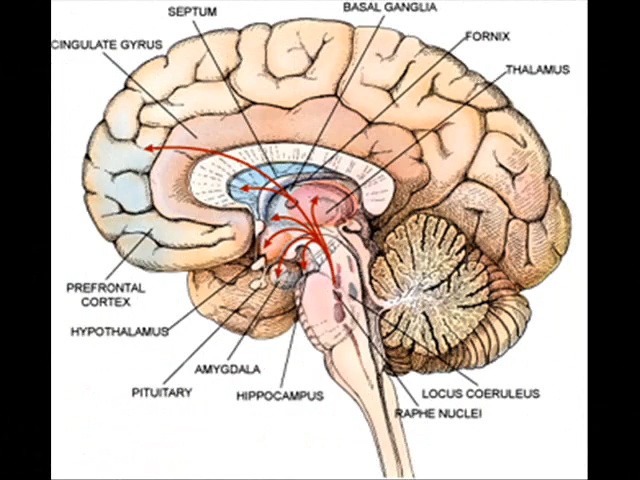 SEPTUM
BASAL GANGLIA
CINGULATE GYRUS
FORNIX
THALAMUS
PREFRONTAL
CORTEX
HYPOTHALAMUS
AMYGDALA
PITUITARY
HIPPOCAMPUS
LOCUS COERULEUS
RAPHE NUCLEI